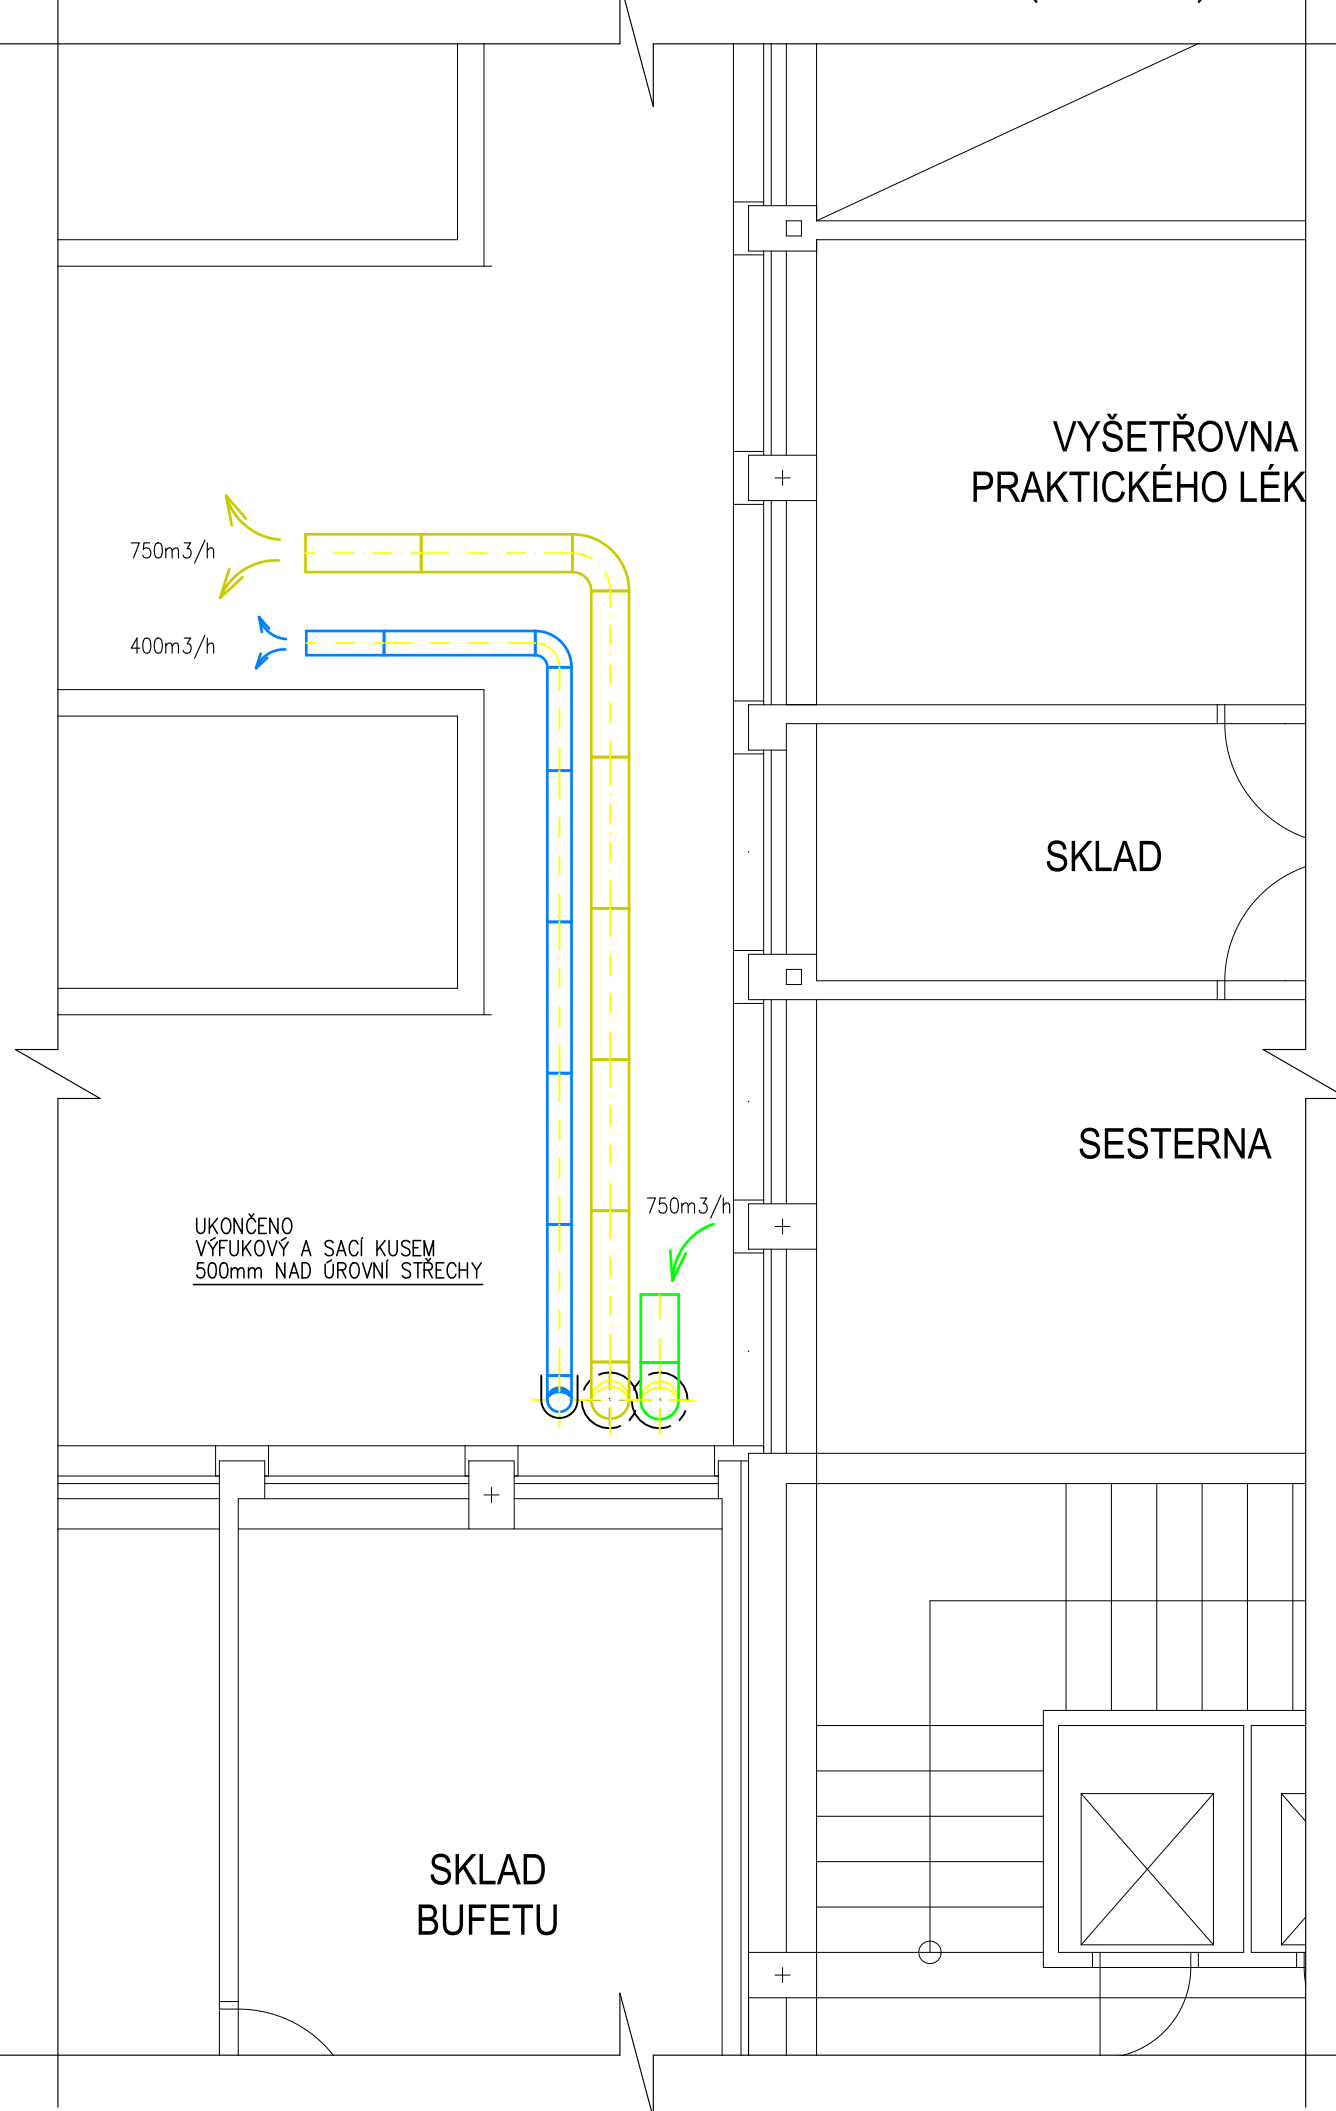 VYŠETŘOVNA
PRAKTICKÉHO LÉK
750m3/h
400m3/h
SKLAD
SESTERNA
750m3/h
UKONČENO
VÝFUKOVÝ A SACÍ KUSEM
500mm NAD ÚROVNÍ STŘECHY
SKLAD
BUFETU